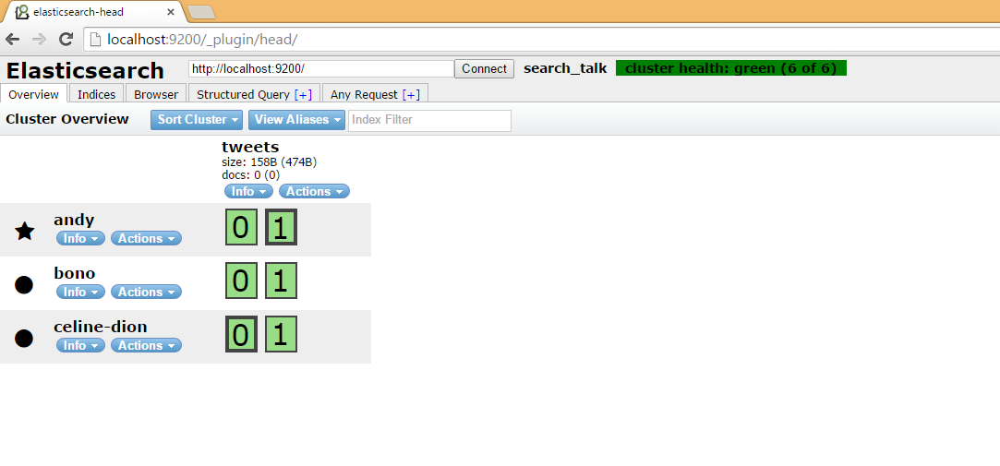 elasticsearch-head
localhost:9200/_plugin/head/
Elasticsearch http://localhost:9200/ Connect search_talk cluster health: green (6 of 6)
Overview Indices Browser Structured Query [+] Any Request [+]
Cluster Overview Sort Cluster View Aliases Index Filter
tweets
size: 158B (474B)
docs: 0 (0)
Info Actions
andy
Info Actions
0 1
bono
Info Actions
0 1
celine-dion
Info Actions
0 1